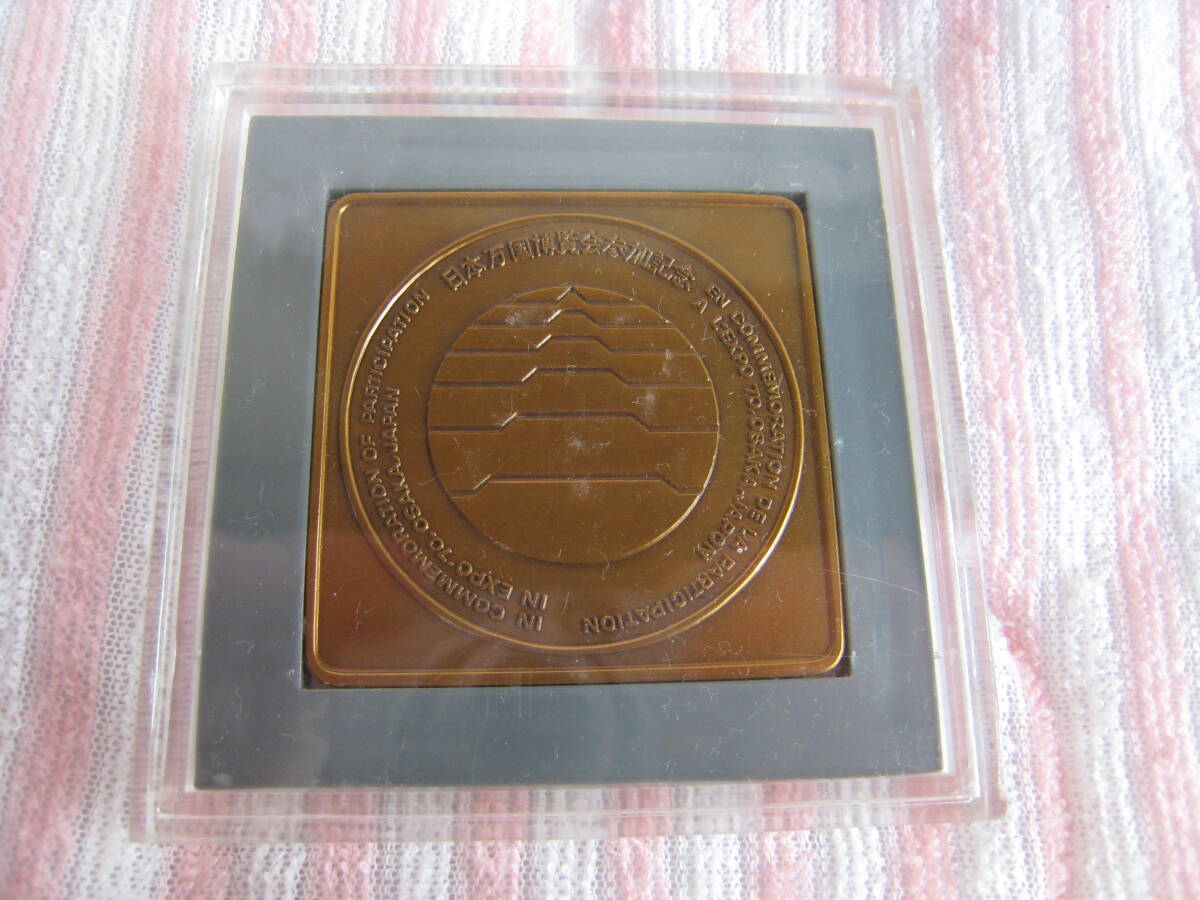 日本万国博覧会参加記念
EN COMMEMORATION DE LA PARTICIPATION
A L'EXPO '70. OSAKA. JAPON
IN COMMEMORATION OF PARTICIPATION
IN EXPO '70. OSAKA. JAPAN